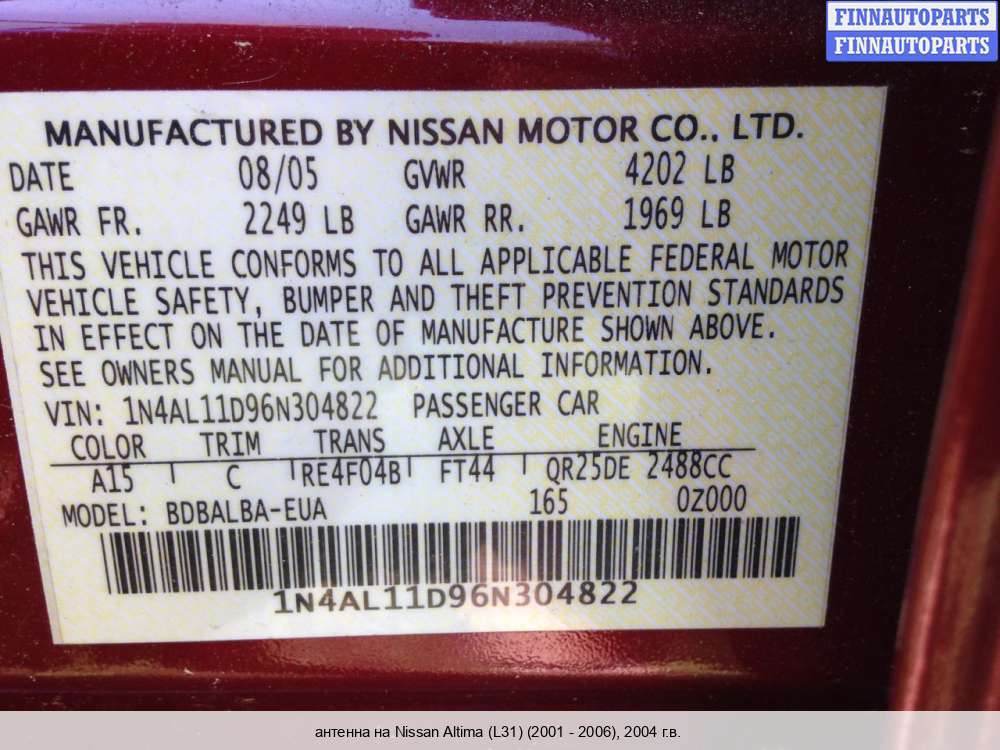 FINNAUTOPARTS
FINNAUTOPARTS
MANUFACTURED BY NISSAN MOTOR CO., LTD.
DATE 08/05 GVWR 4202 LB
GAWR FR. 2249 LB GAWR RR. 1969 LB
THIS VEHICLE CONFORMS TO ALL APPLICABLE FEDERAL MOTOR
VEHICLE SAFETY, BUMPER AND THEFT PREVENTION STANDARDS
IN EFFECT ON THE DATE OF MANUFACTURE SHOWN ABOVE.
SEE OWNERS MANUAL FOR ADDITIONAL INFORMATION.
VIN: 1N4AL11D96N304822 PASSENGER CAR
COLOR TRIM TRANS AXLE ENGINE
A15 C RE4F04B FT44 QR25DE 2488CC
MODEL: BDBALBA-EUA 165 0Z000
1N4AL11D96N304822
антенна на Nissan Altima (L31) (2001 - 2006), 2004 г.в.